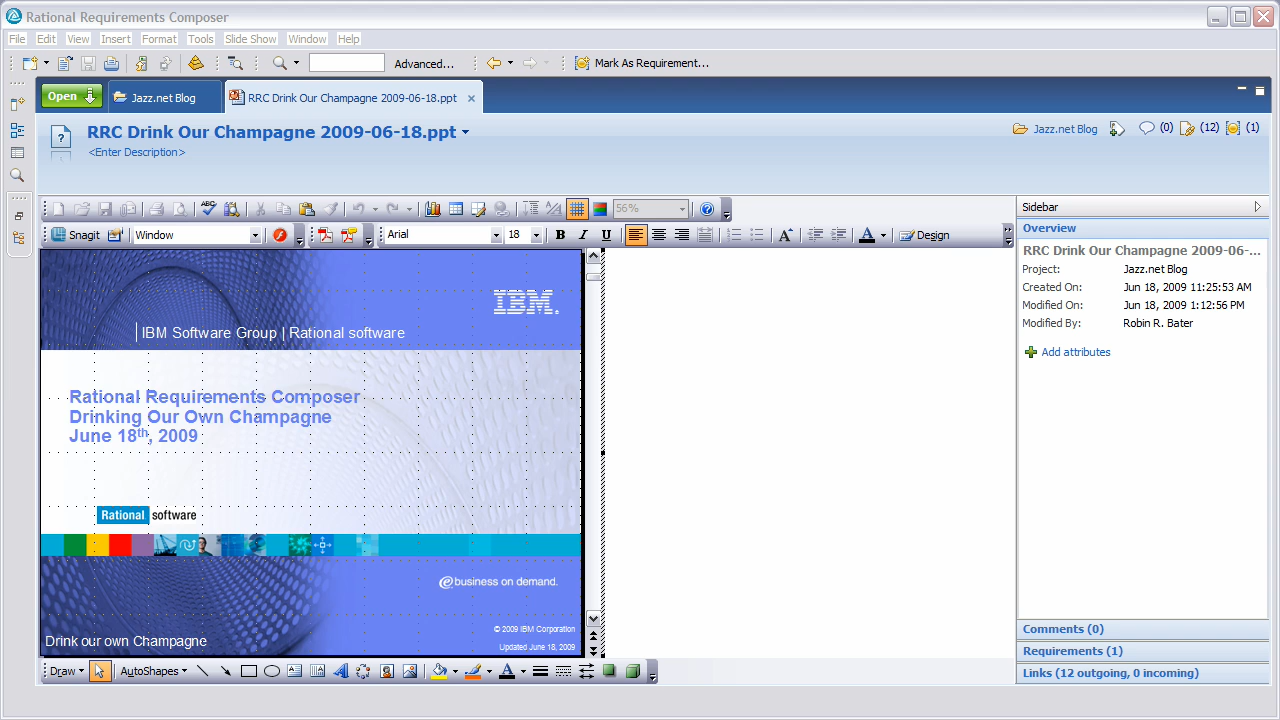 Rational Requirements Composer
File Edit View Insert Format Tools Slide Show Window Help
Advanced... Mark As Requirement...
Open Jazz.net Blog RRC Drink Our Champagne 2009-06-18.ppt
RRC Drink Our Champagne 2009-06-18.ppt
Jazz.net Blog (0) (12) (1)
<Enter Description>
ABC 56%
Snagit Window Arial 18 B I U A A Design
Sidebar
Overview
RRC Drink Our Champagne 2009-06-...
Project: Jazz.net Blog
Created On: Jun 18, 2009 11:25:53 AM
Modified On: Jun 18, 2009 1:12:56 PM
Modified By: Robin R. Bater
Add attributes
IBM
IBM Software Group | Rational software
Rational Requirements Composer
Drinking Our Own Champagne
June 18th, 2009
Rational software
e business on demand.
© 2009 IBM Corporation
Drink our own Champagne
Updated June 18, 2009
Comments (0)
Requirements (1)
Links (12 outgoing, 0 incoming)
Draw AutoShapes A A